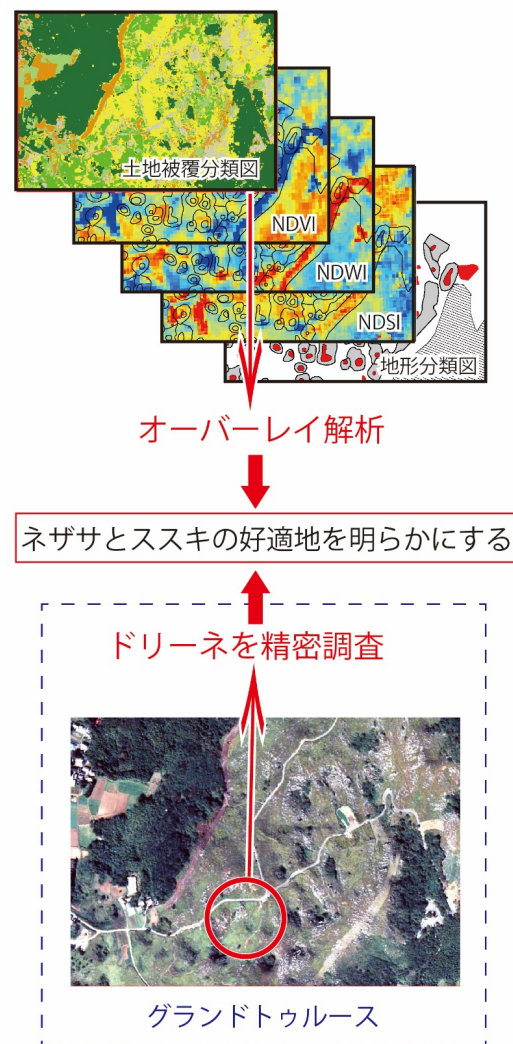 土地被覆分類図
NDVI
NDWI
NDSI
地形分類図
オーバーレイ解析
ネザサとススキの好適地を明らかにする
ドリーネを精密調査
グランドトゥルース